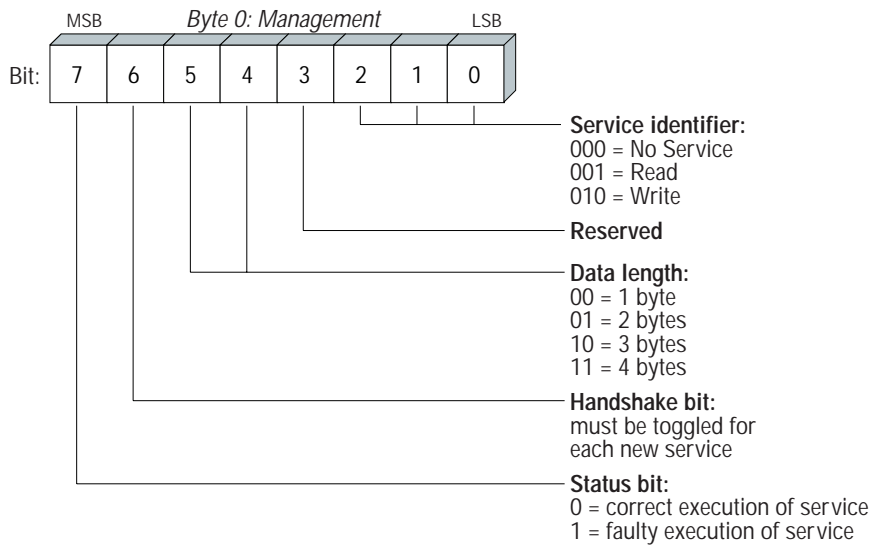 MSB Byte 0: Management LSB
Bit: 7 6 5 4 3 2 1 0
Service identifier:
000 = No Service
001 = Read
010 = Write
Reserved
Data length:
00 = 1 byte
01 = 2 bytes
10 = 3 bytes
11 = 4 bytes
Handshake bit:
must be toggled for
each new service
Status bit:
0 = correct execution of service
1 = faulty execution of service